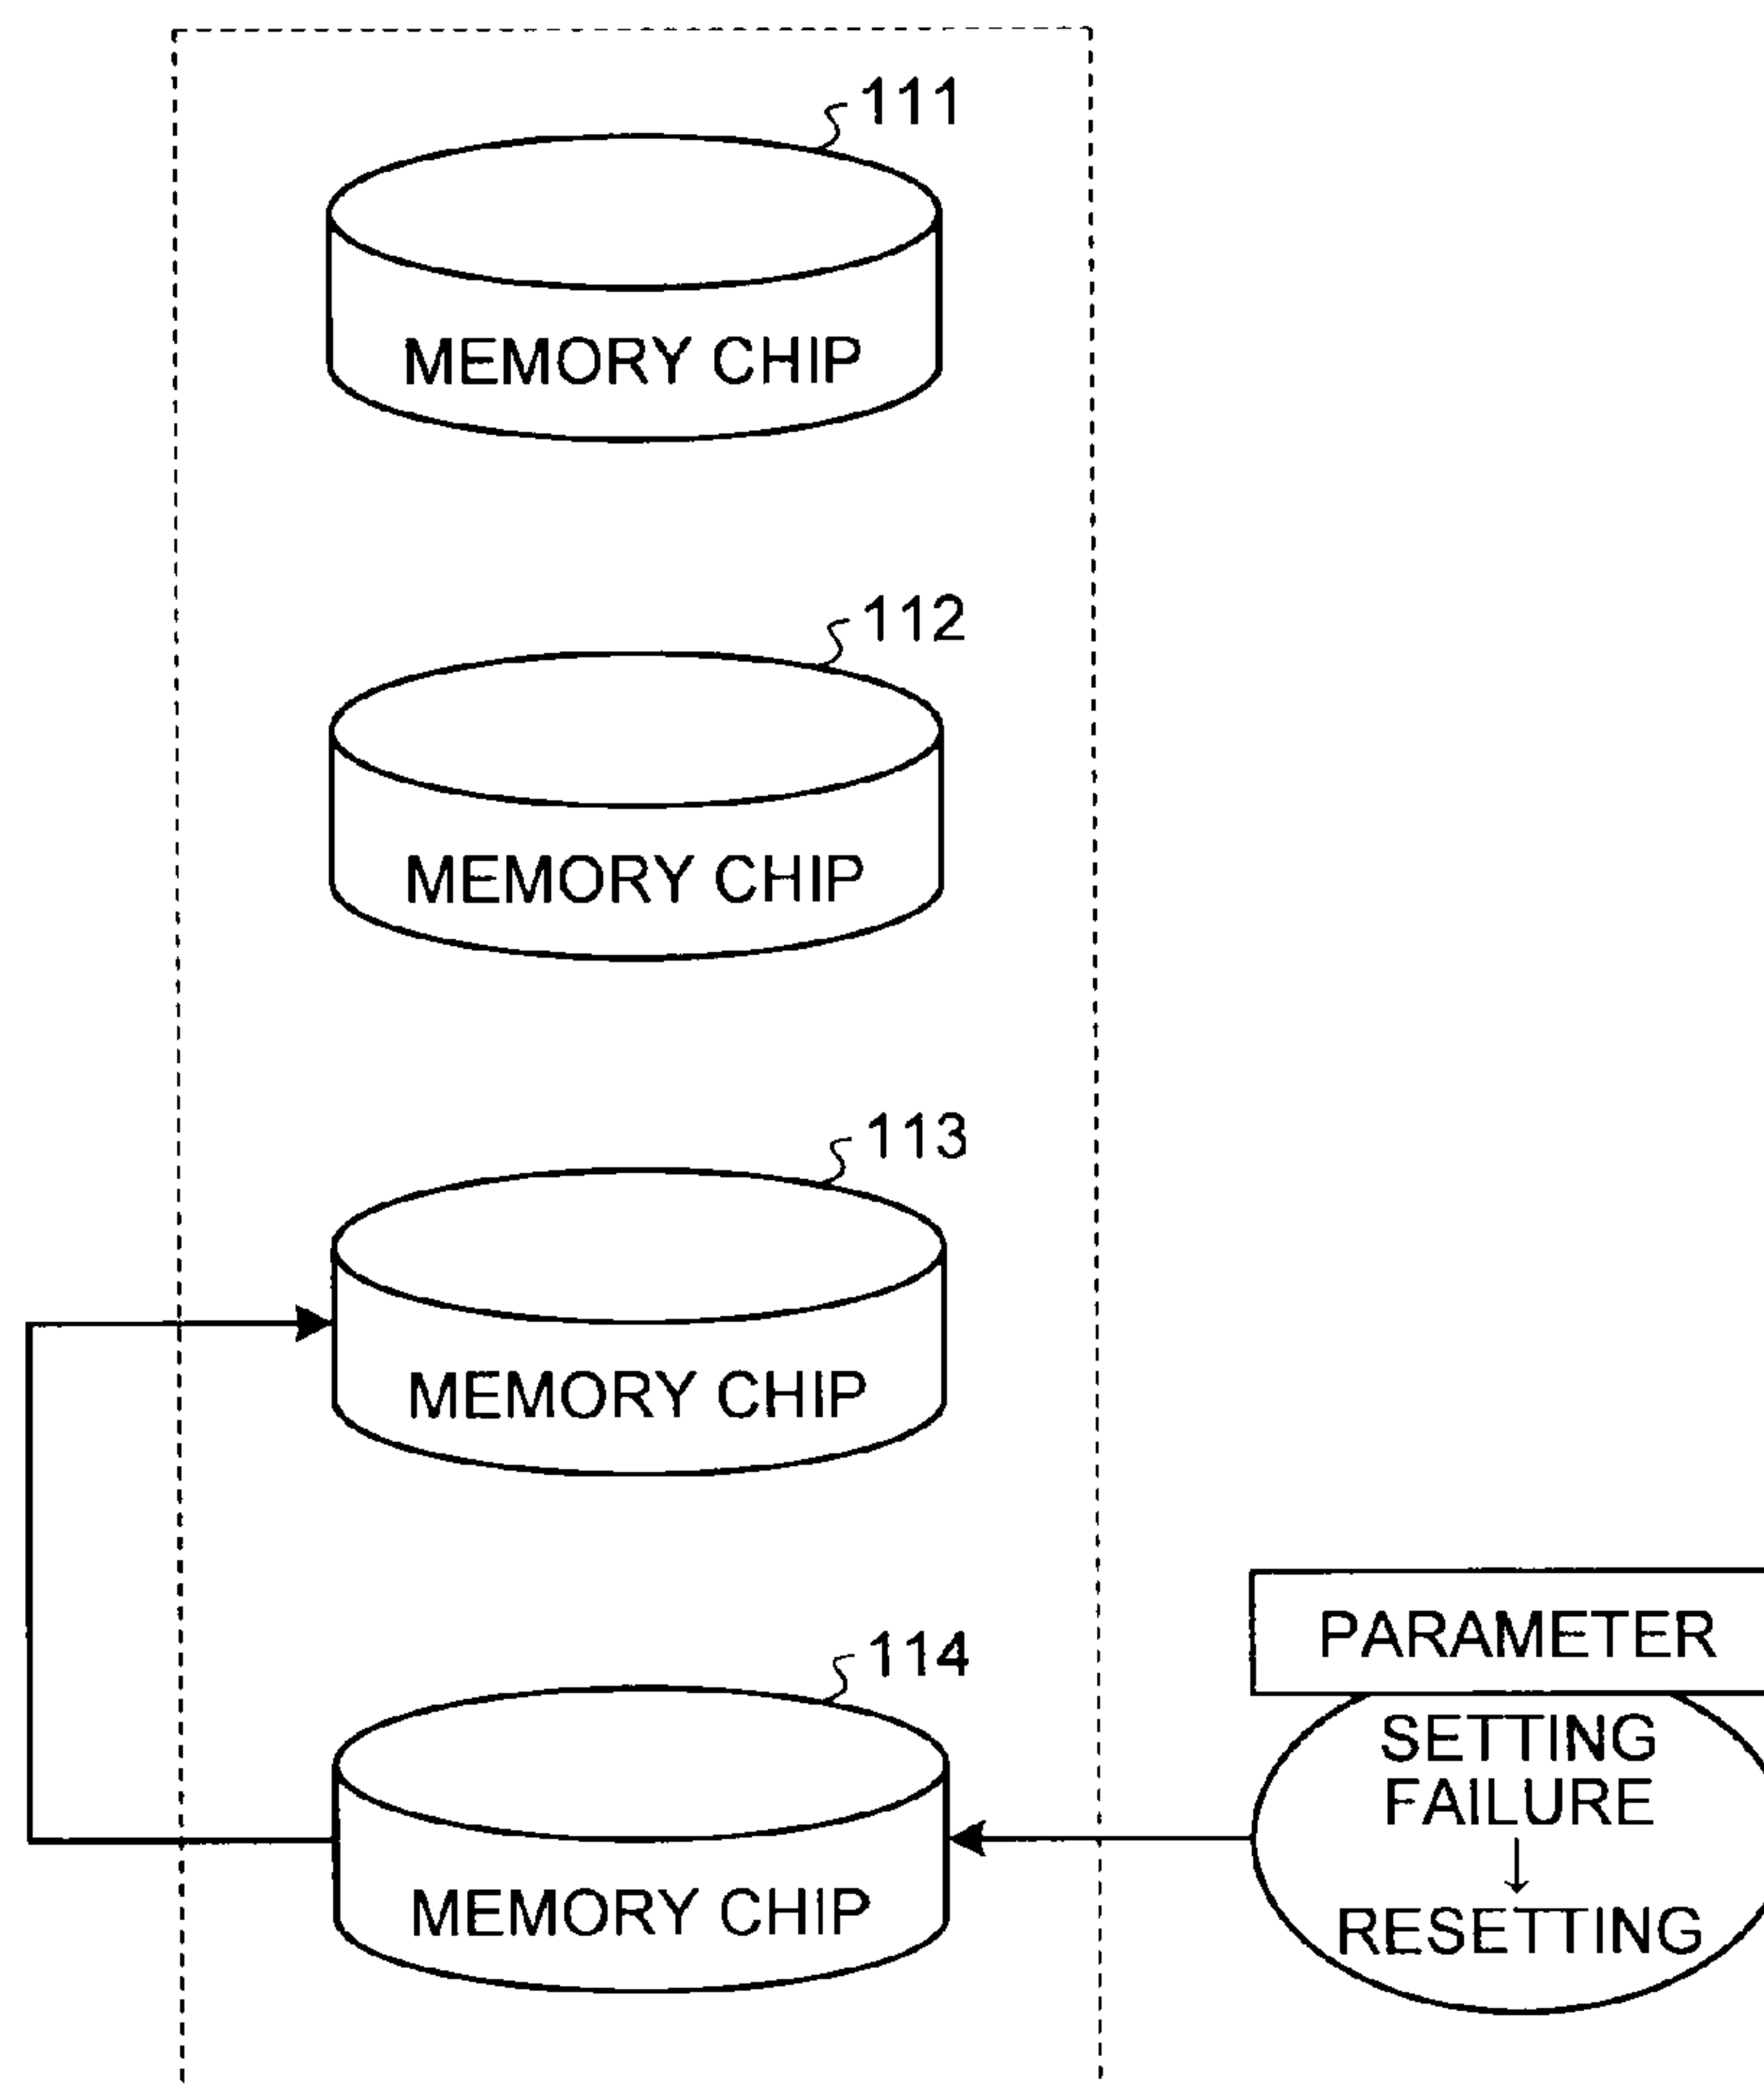 111
MEMORY CHIP
112
MEMORY CHIP
113
MEMORY CHIP
114
MEMORY CHIP
PARAMETER
SETTING
FAILURE
↓
RESETTING